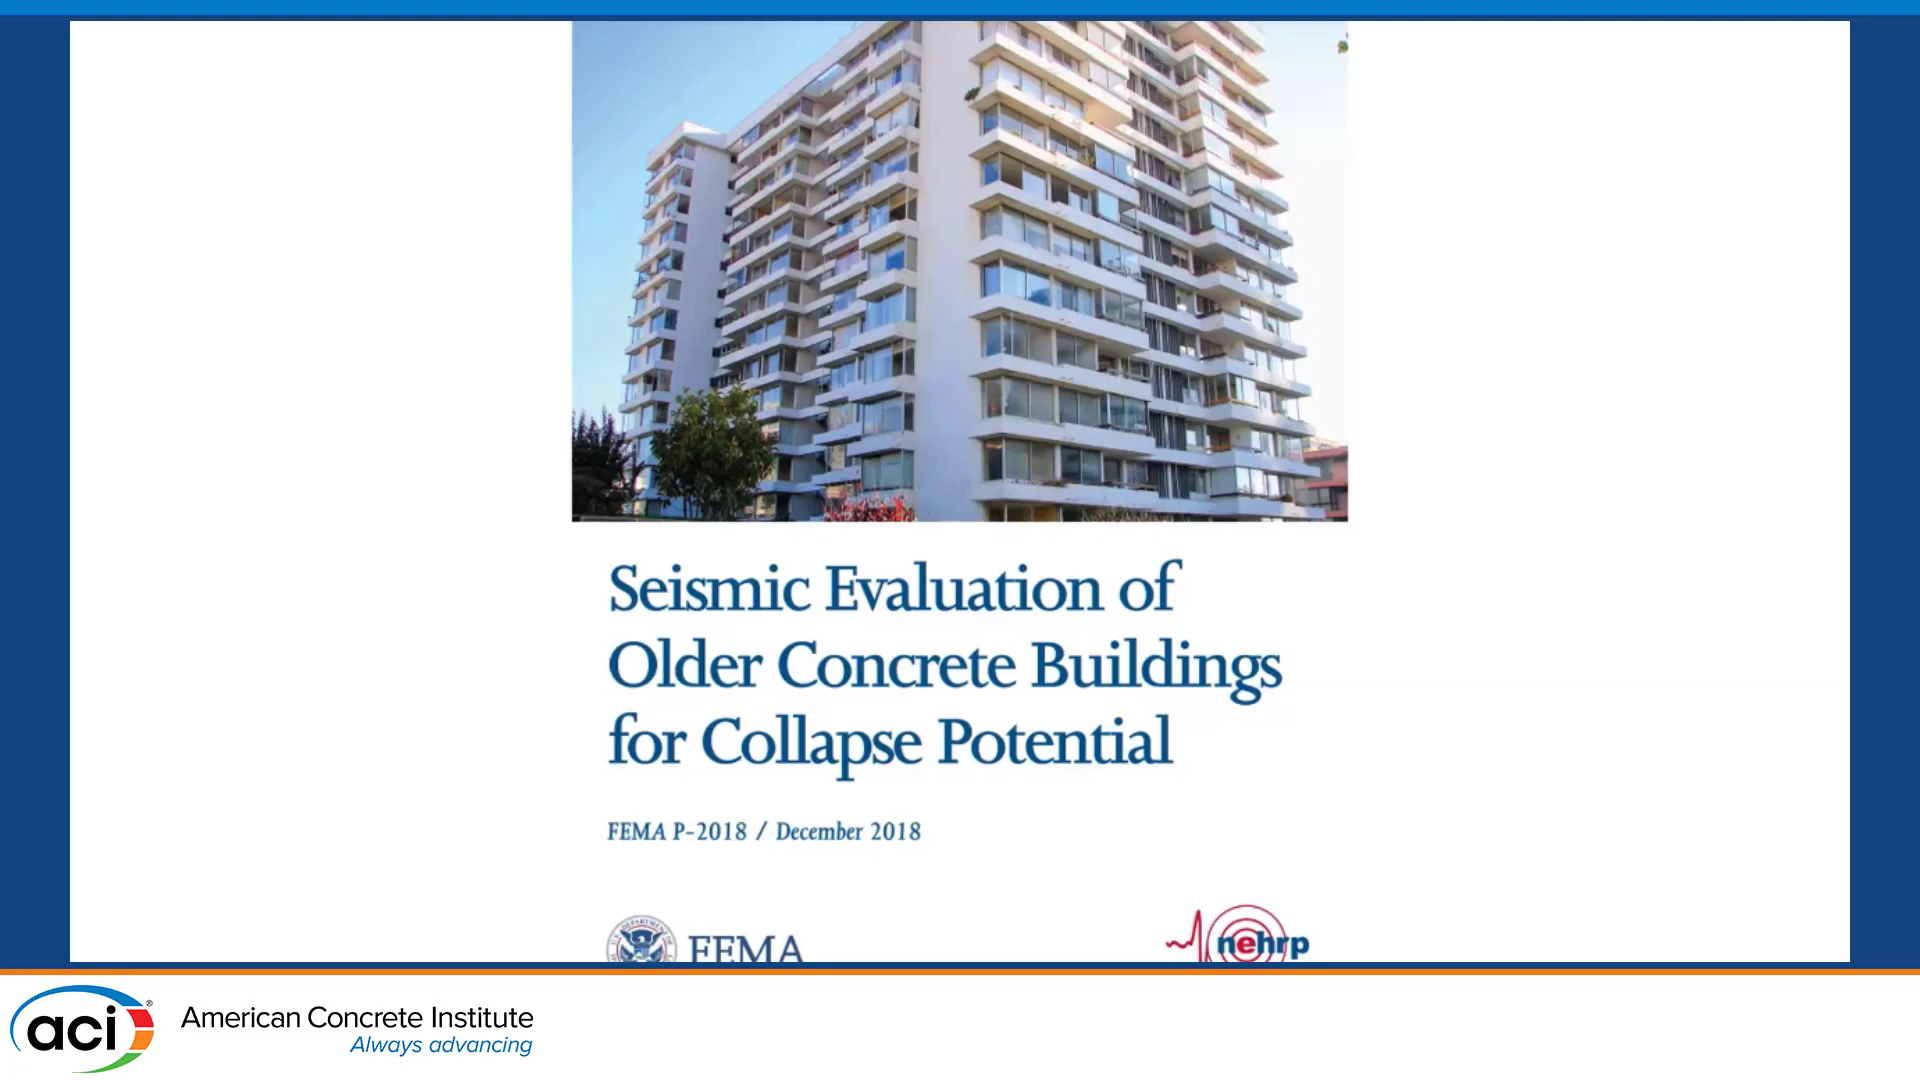 Seismic Evaluation of
Older Concrete Buildings
for Collapse Potential
FEMA P-2018 / December 2018
FEMA
nehrp
aci®
American Concrete Institute
Always advancing